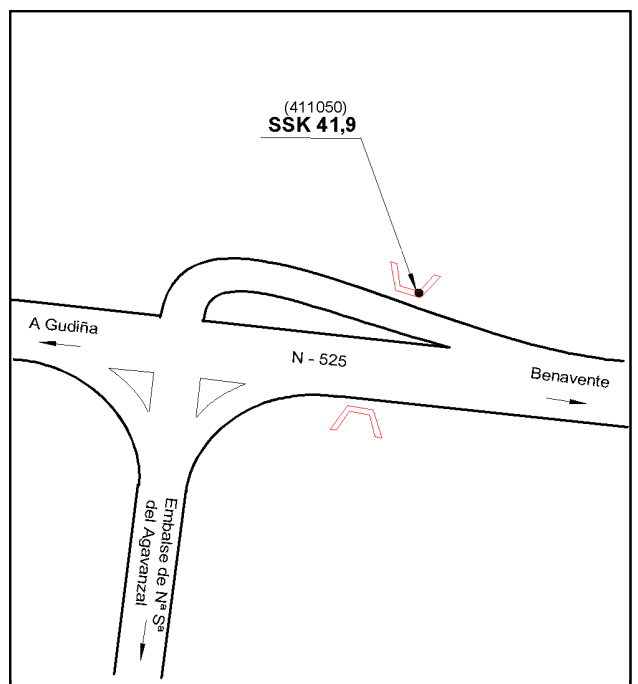 (411050)
SSK 41,9
A Gudiña
N - 525
Benavente
Embalse de Nª Sª
del Agavanzal